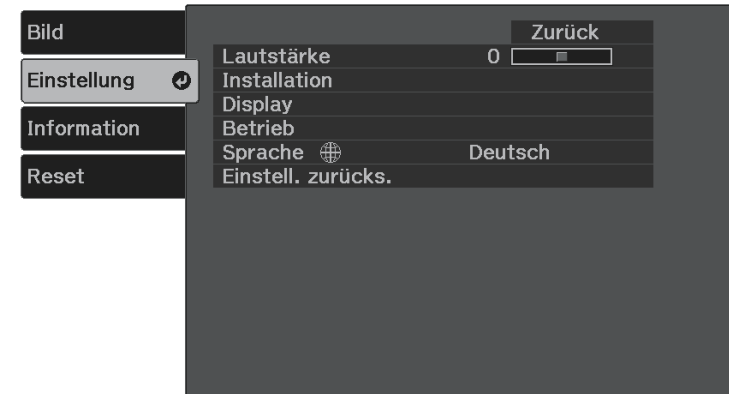 Bild
Einstellung
Information
Reset
Zurück
Lautstärke 0
Installation
Display
Betrieb
Sprache Deutsch
Einstell. zurücks.